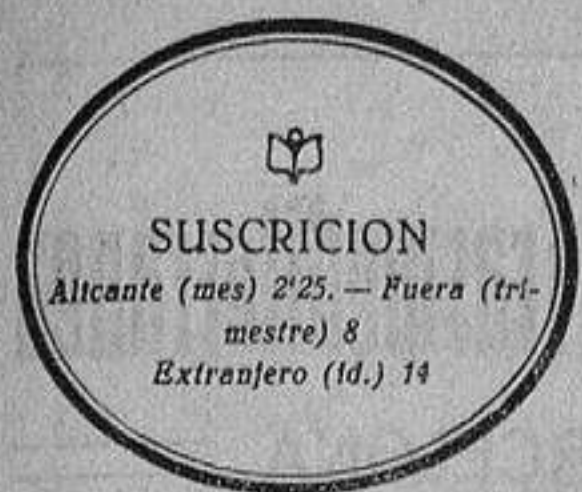 SUSCRICION
Alicante (mes) 2'25. — Fuera (tri-
mestre) 8
Extranjero (id.) 14